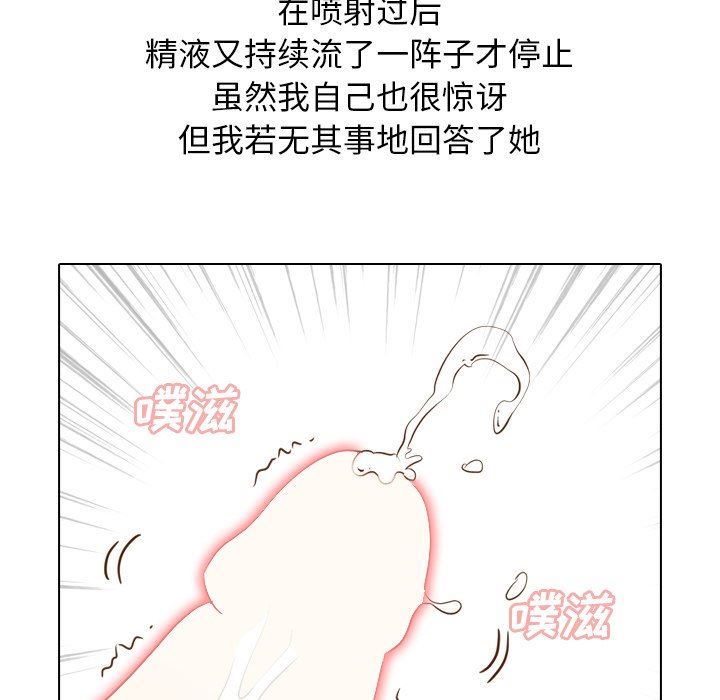 在喷射过后
精液又持续流了一阵子才停止
虽然我自己也很惊讶
但我若无其事地回答了她
噗滋
噗滋